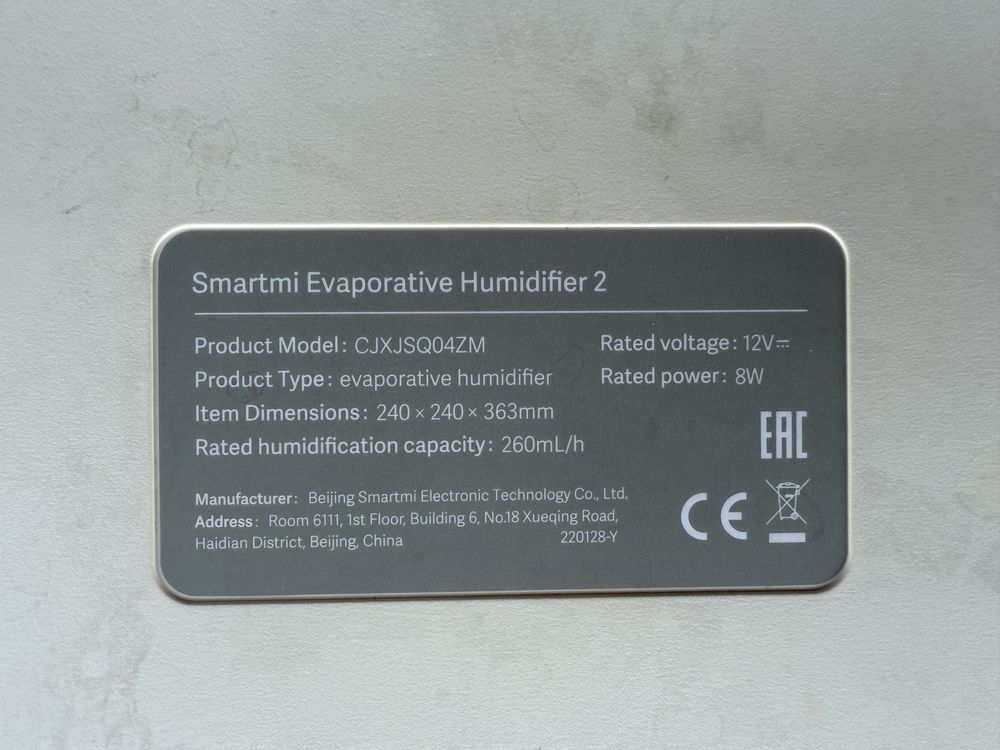 Smartmi Evaporative Humidifier 2
Product Model: CJXJSQ04ZM
Rated voltage: 12V⎓
Product Type: evaporative humidifier
Rated power: 8W
Item Dimensions: 240 × 240 × 363mm
Rated humidification capacity: 260mL/h
EAC
Manufacturer: Beijing Smartmi Electronic Technology Co., Ltd.
Address: Room 6111, 1st Floor, Building 6, No.18 Xueqing Road,
Haidian District, Beijing, China
220128-Y
CE